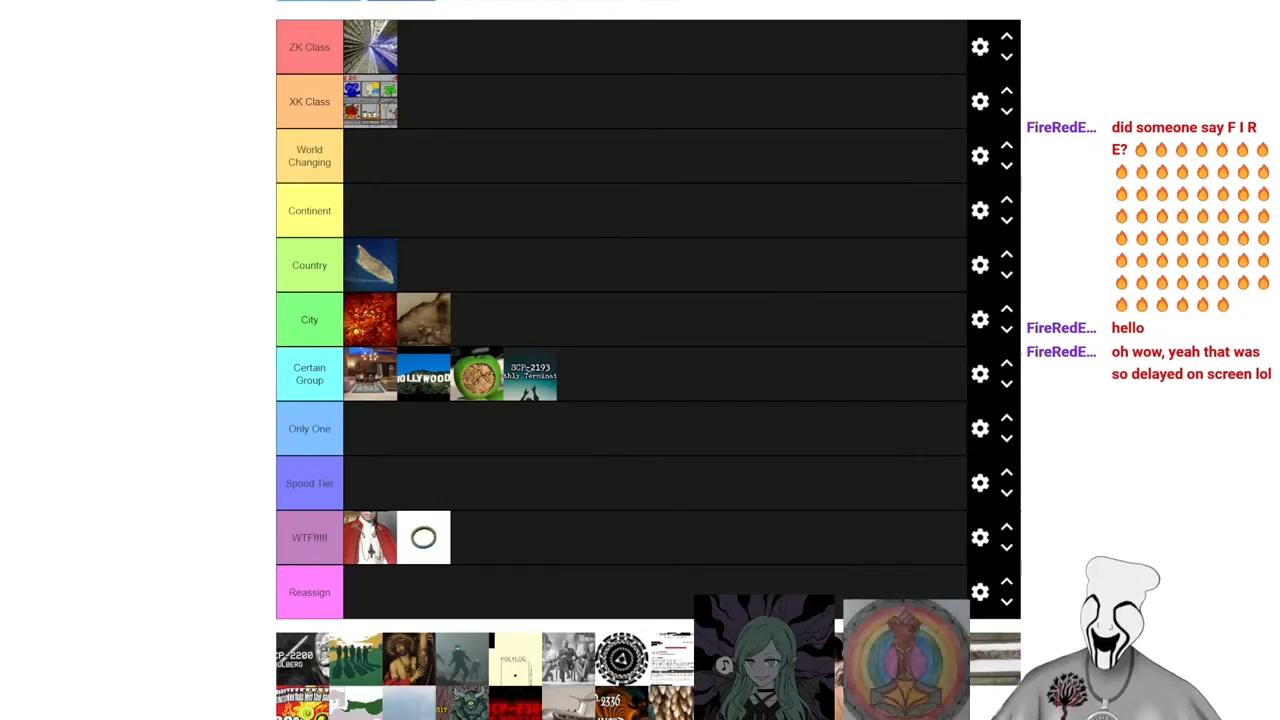 ZK Class
XK Class
World
Changing
Continent
Country
City
Certain
Group
HOLLYWOOD
SCP-2193
thly Terminat
Only One
Spood Tier
WTF!!!!!
Reassign
CP-2200
POLYLOG
2336
FireRedE...
did someone say F I R
E?
FireRedE...
hello
FireRedE...
oh wow, yeah that was
so delayed on screen lol